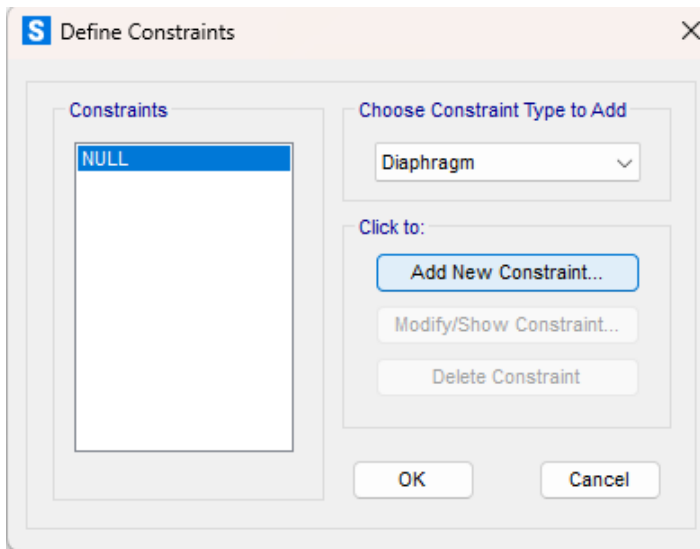 S Define Constraints
Constraints
NULL
Choose Constraint Type to Add
Diaphragm
Click to:
Add New Constraint...
Modify/Show Constraint...
Delete Constraint
OK
Cancel